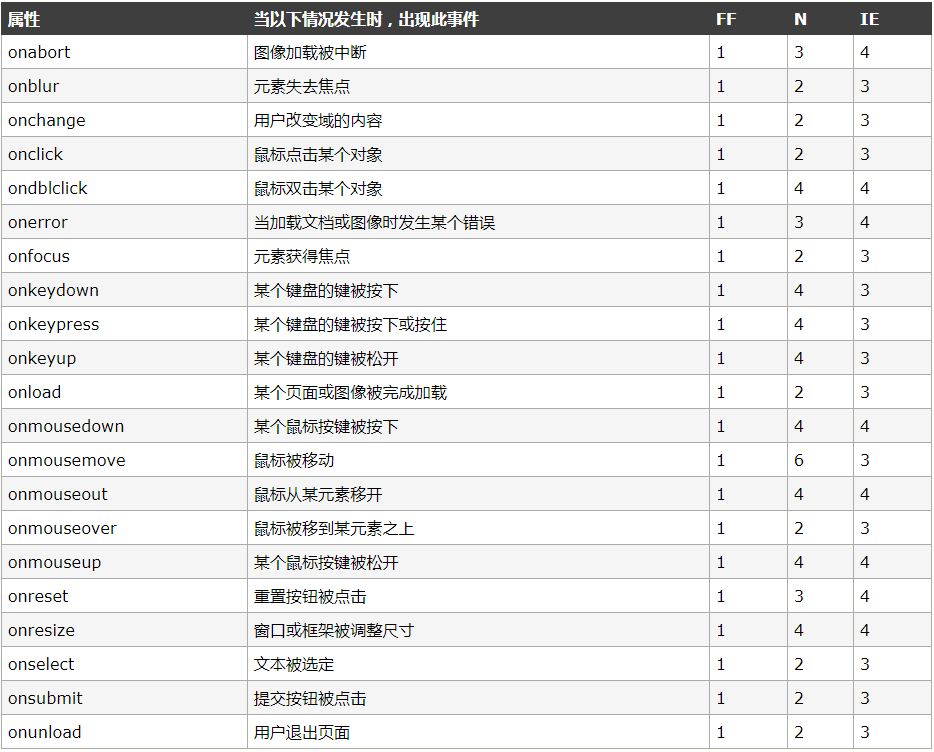 属性 当以下情况发生时，出现此事件 FF N IE
onabort 图像加载被中断 1 3 4
onblur 元素失去焦点 1 2 3
onchange 用户改变域的内容 1 2 3
onclick 鼠标点击某个对象 1 2 3
ondblclick 鼠标双击某个对象 1 4 4
onerror 当加载文档或图像时发生某个错误 1 3 4
onfocus 元素获得焦点 1 2 3
onkeydown 某个键盘的键被按下 1 4 3
onkeypress 某个键盘的键被按下或按住 1 4 3
onkeyup 某个键盘的键被松开 1 4 3
onload 某个页面或图像被完成加载 1 2 3
onmousedown 某个鼠标按键被按下 1 4 4
onmousemove 鼠标被移动 1 6 3
onmouseout 鼠标从某元素移开 1 4 4
onmouseover 鼠标被移到某元素之上 1 2 3
onmouseup 某个鼠标按键被松开 1 4 4
onreset 重置按钮被点击 1 3 4
onresize 窗口或框架被调整尺寸 1 4 4
onselect 文本被选定 1 2 3
onsubmit 提交按钮被点击 1 2 3
onunload 用户退出页面 1 2 3